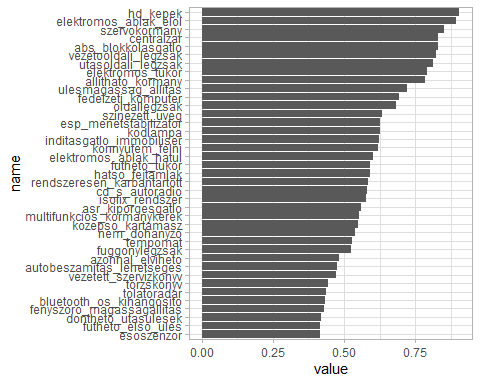 hd_kepek
elektromos_ablak_elol
szervokormany
centralzar
abs_blokkolasgatlo
vezetooldali_legzsak
utasoldali_legzsak
elektromos_tukor
allithato_kormany
ulesmagassag_allitas
fedelzeti_komputer
oldallegzsak
szinezett_uveg
esp_menetstabilizator
kodlampa
inditasgatlo_immobiliser
konnyufem_felni
elektromos_ablak_hatul
futheto_tukor
hatso_fejtamlak
rendszeresen_karbantartott
cd_s_autoradio
isofix_rendszer
asr_kiporgesgatlo
multifunkcios_kormanykerek
kozepso_kartamasz
nem_dohanyzo
tempomat
fuggonylegzsak
azonnal_elviheto
autobeszamitas_lehetseges
vezetett_szervizkonyv
torzskonyv
tolatoradar
bluetooth_os_kihangosito
fenyszoro_magassagallitas
dontheto_utasulesek
futheto_elso_ules
esoszenzor
name
0.00 0.25 0.50 0.75
value